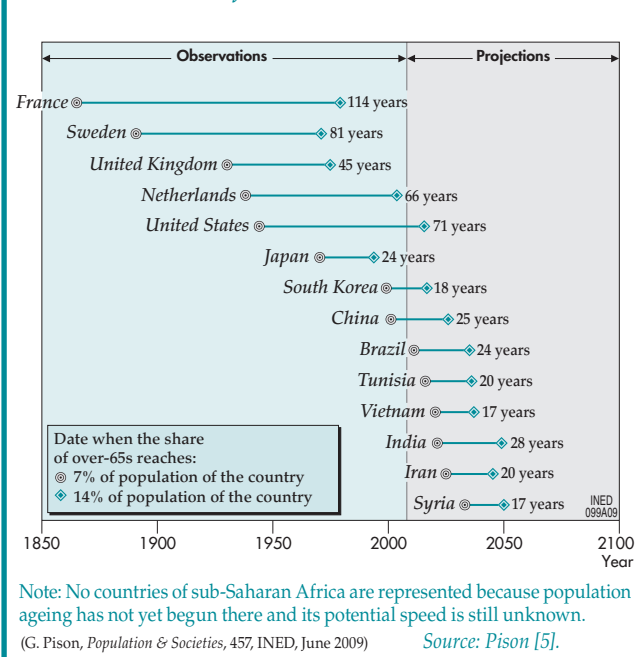 Observations Projections
France 114 years
Sweden 81 years
United Kingdom 45 years
Netherlands 66 years
United States 71 years
Japan 24 years
South Korea 18 years
China 25 years
Brazil 24 years
Tunisia 20 years
Vietnam 17 years
India 28 years
Iran 20 years
Syria 17 years
INED
099A09
Date when the share
of over-65s reaches:
7% of population of the country
14% of population of the country
1850 1900 1950 2000 2050 2100
Year
Note: No countries of sub-Saharan Africa are represented because population
ageing has not yet begun there and its potential speed is still unknown.
(G. Pison, Population & Societies, 457, INED, June 2009) Source: Pison [5].